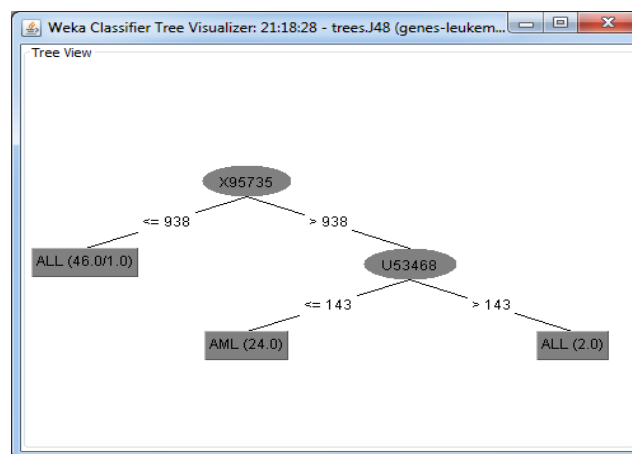 Weka Classifier Tree Visualizer: 21:18:28 - trees.J48 (genes-leukem...
Tree View
X95735
<= 938
> 938
ALL (46.0/1.0)
U53468
<= 143
> 143
AML (24.0)
ALL (2.0)